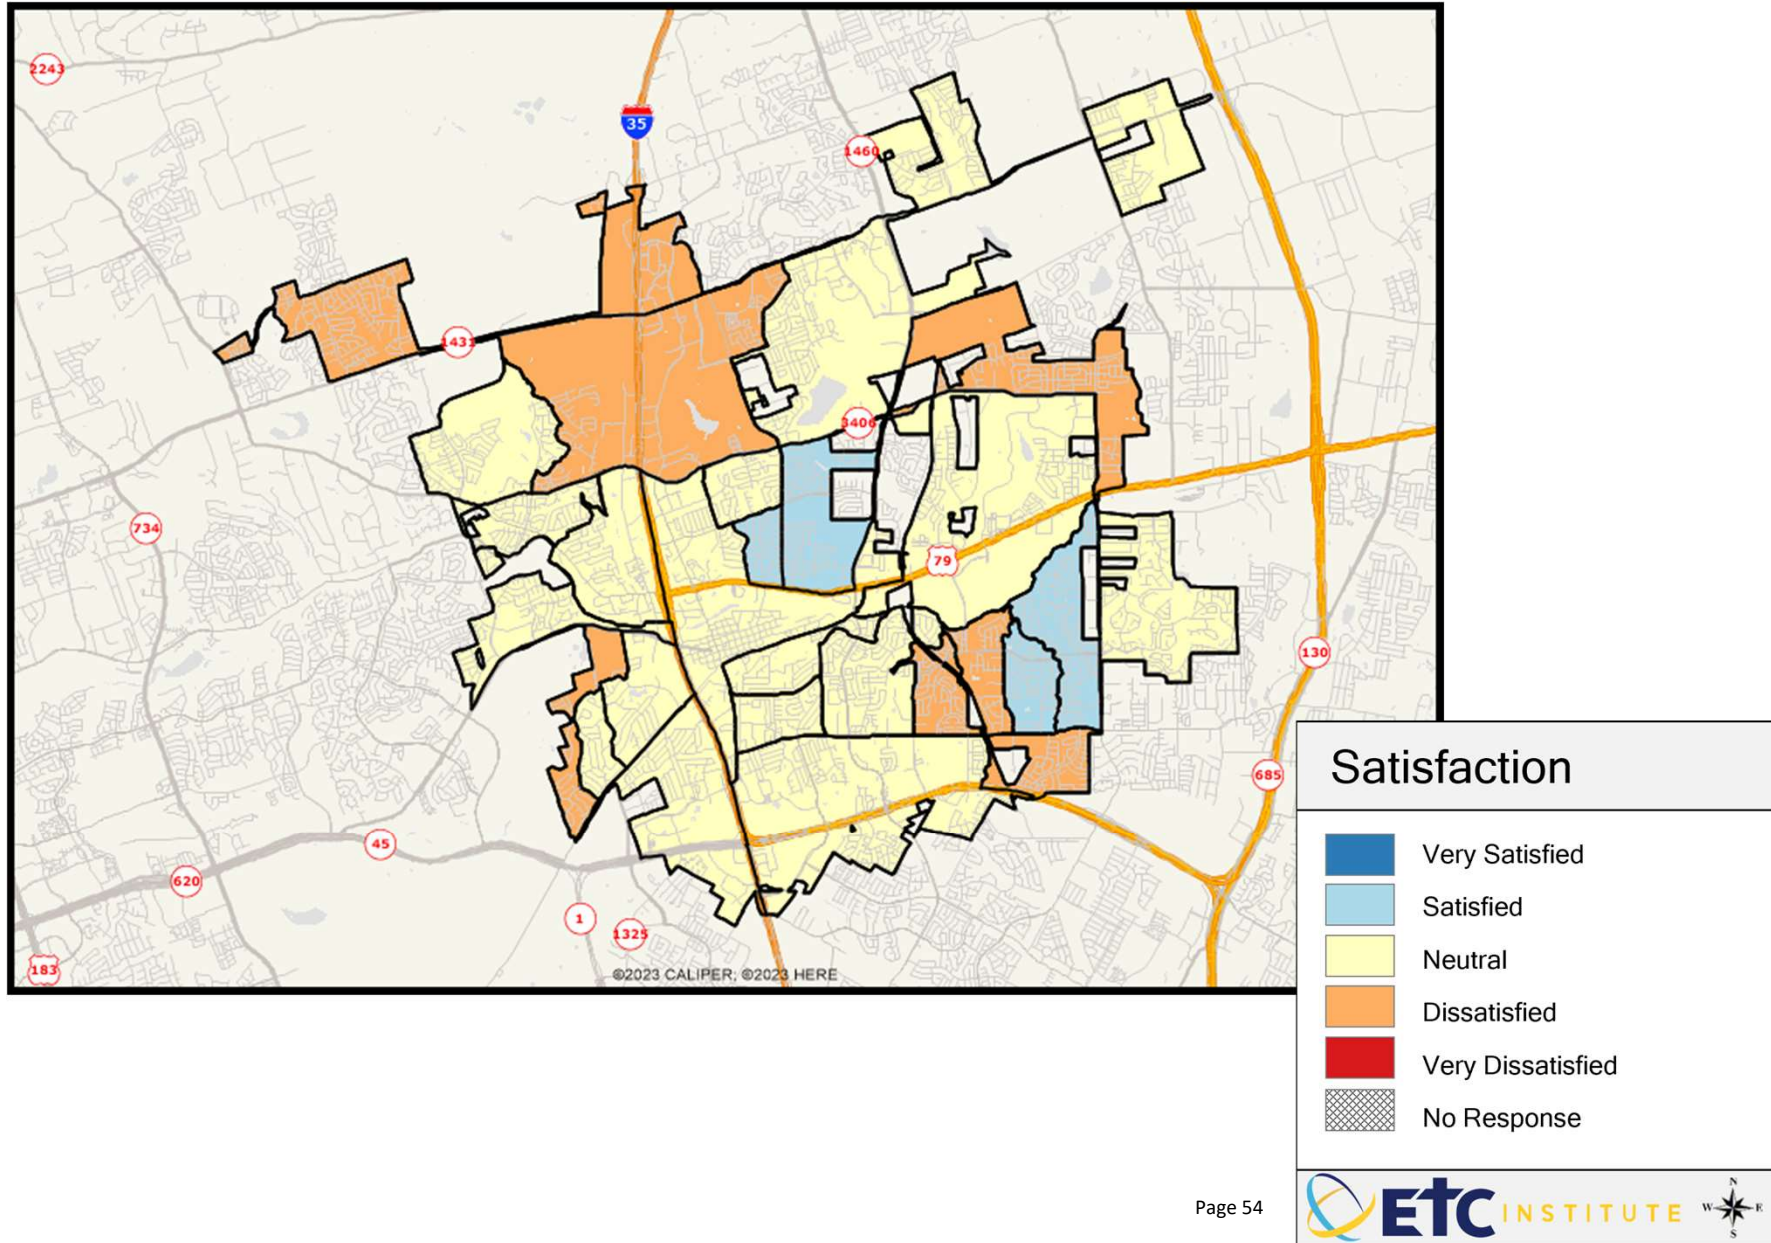 2243
35
1460
1431
3406
734
79
130
685
45
620
1
1325
183
©2023 CALIPER; ©2023 HERE
Satisfaction
Very Satisfied
Satisfied
Neutral
Dissatisfied
Very Dissatisfied
No Response
Page 54
ETC INSTITUTE
N
W E
S